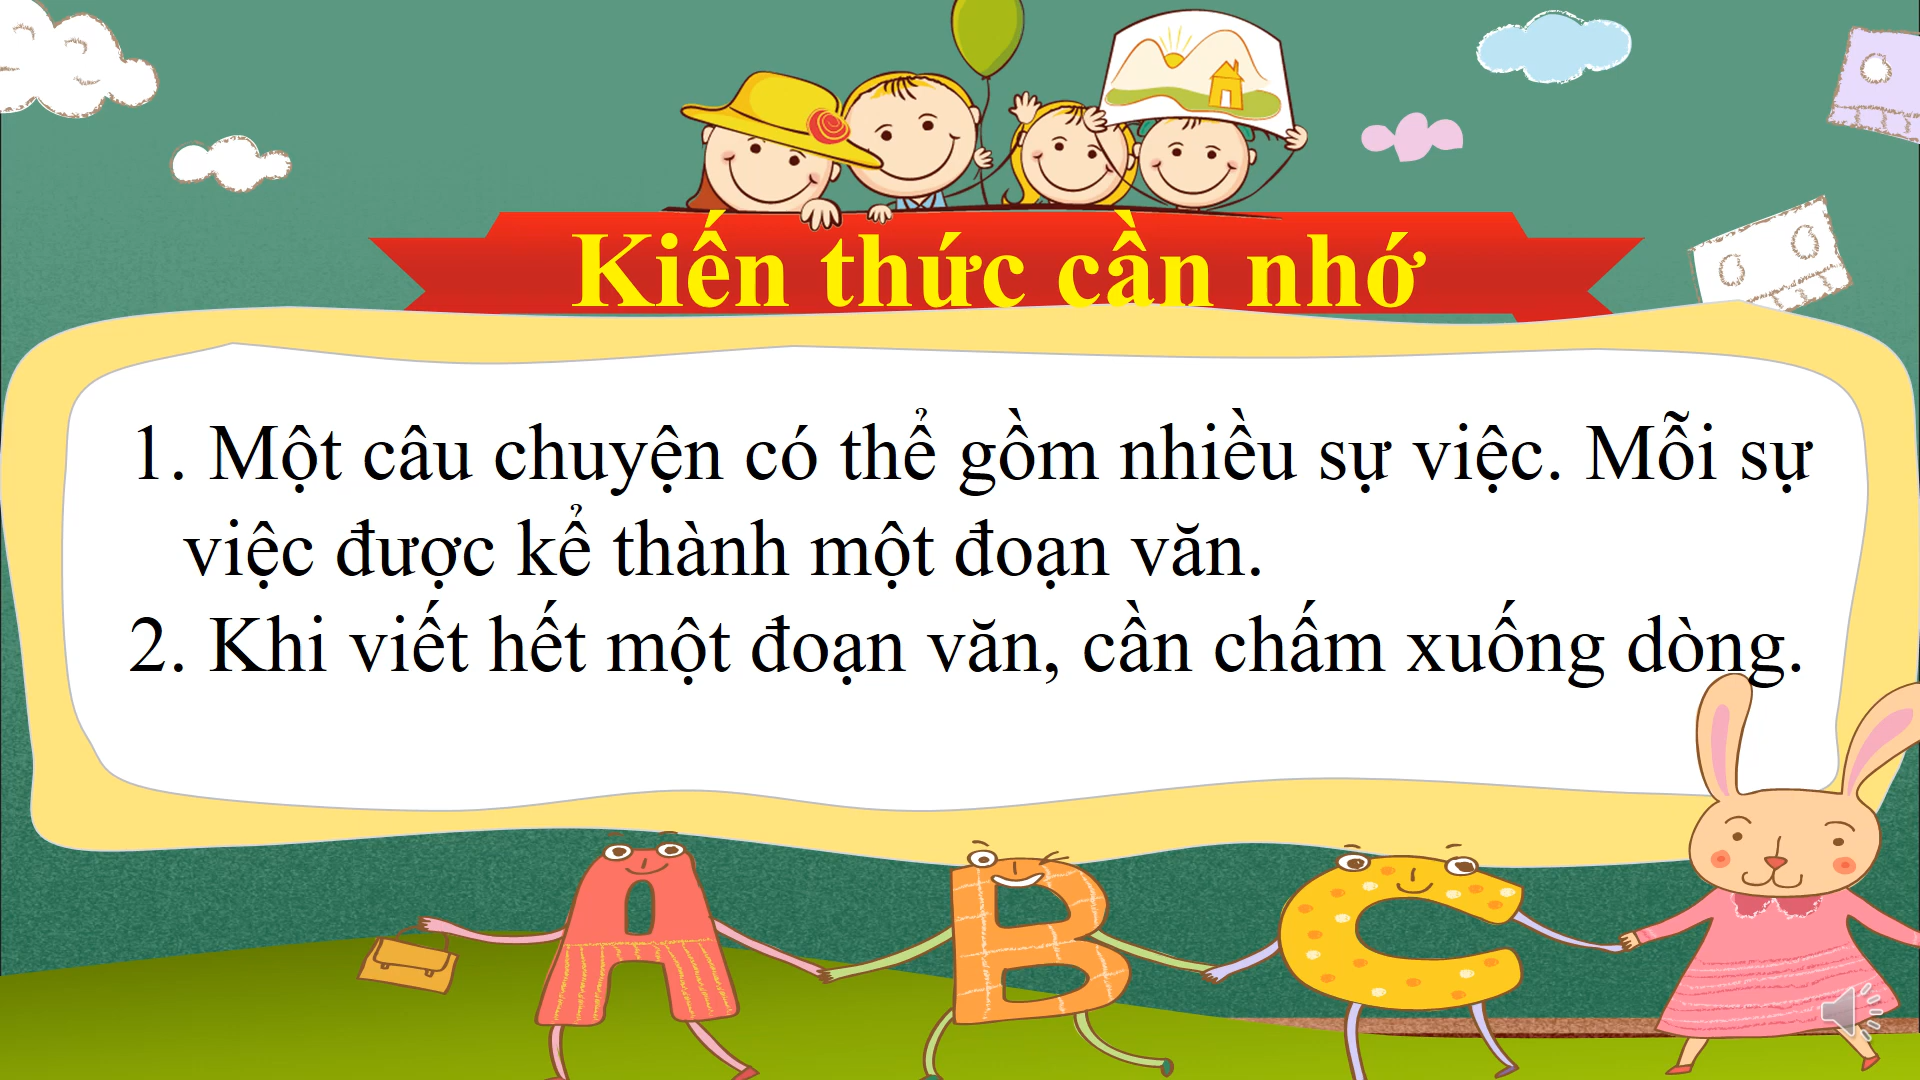 Kiến thức cần nhớ
1. Một câu chuyện có thể gồm nhiều sự việc. Mỗi sự
việc được kể thành một đoạn văn.
2. Khi viết hết một đoạn văn, cần chấm xuống dòng.
A B C